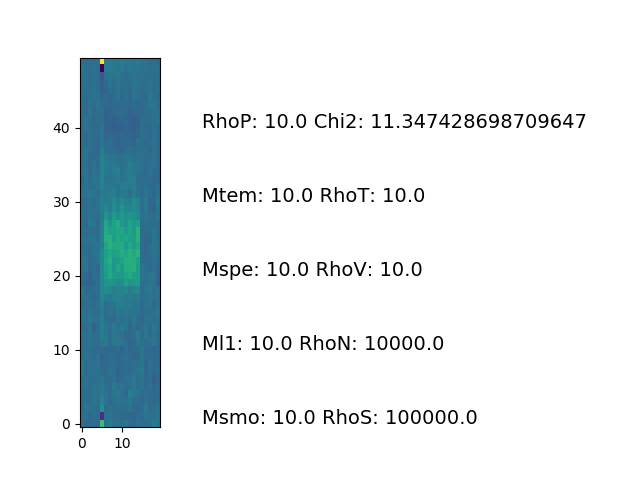 40
30
20
10
0
0 10
RhoP: 10.0 Chi2: 11.347428698709647
Mtem: 10.0 RhoT: 10.0
Mspe: 10.0 RhoV: 10.0
Ml1: 10.0 RhoN: 10000.0
Msmo: 10.0 RhoS: 100000.0